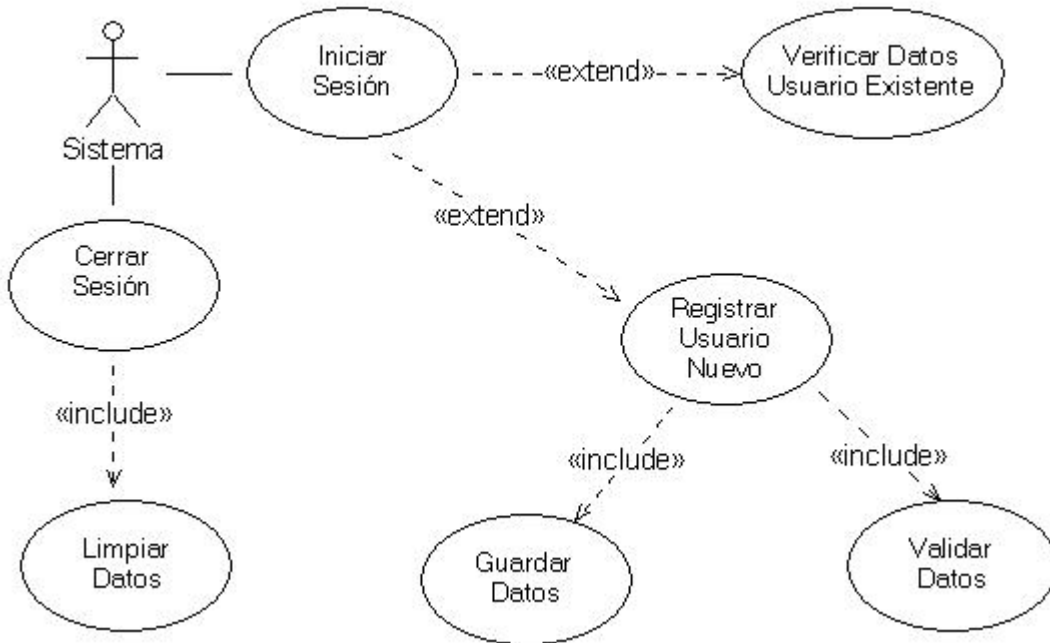 Iniciar
Sesión
«extend»
Verificar Datos
Usuario Existente
Sistema
«extend»
Cerrar
Sesión
Registrar
Usuario
Nuevo
«include»
«include»
«include»
Limpiar
Datos
Guardar
Datos
Validar
Datos